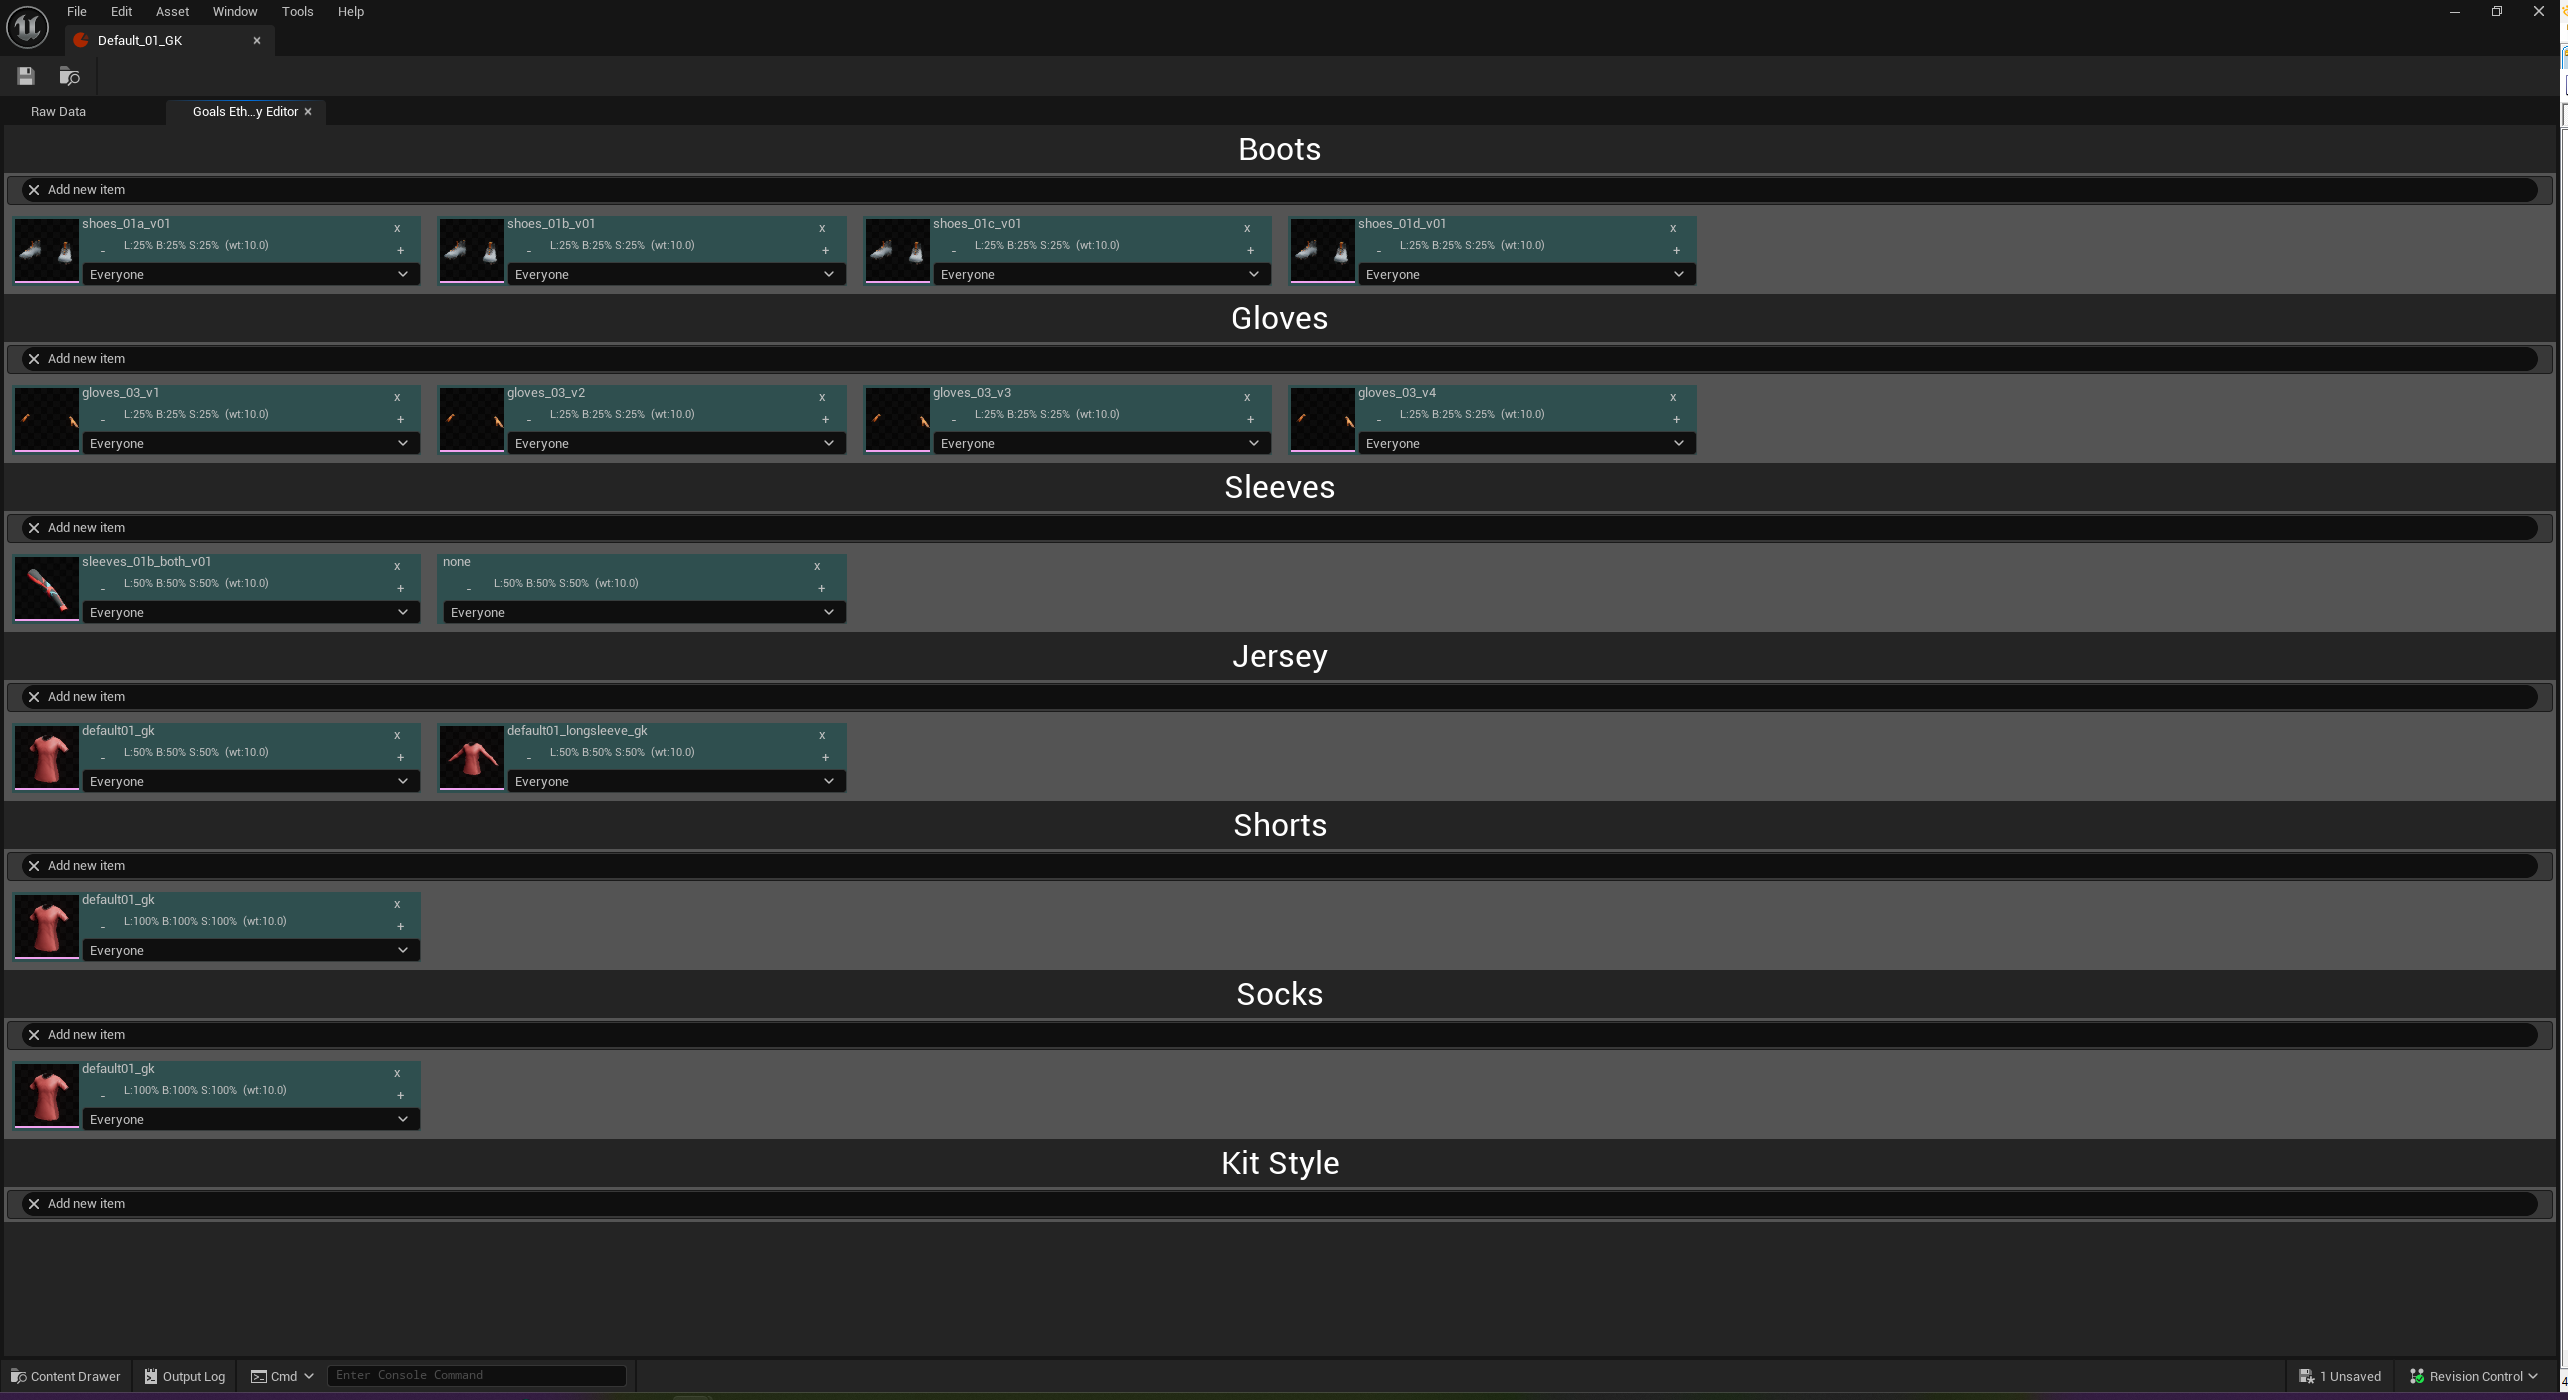 File Edit Asset Window Tools Help
Default_01_GK
Raw Data
Goals Eth...y Editor
Boots
Add new item
shoes_01a_v01 x
- L:25% B:25% S:25% (wt:10.0) +
Everyone
shoes_01b_v01 x
- L:25% B:25% S:25% (wt:10.0) +
Everyone
shoes_01c_v01 x
- L:25% B:25% S:25% (wt:10.0) +
Everyone
shoes_01d_v01 x
- L:25% B:25% S:25% (wt:10.0) +
Everyone
Gloves
Add new item
gloves_03_v1 x
- L:25% B:25% S:25% (wt:10.0) +
Everyone
gloves_03_v2 x
- L:25% B:25% S:25% (wt:10.0) +
Everyone
gloves_03_v3 x
- L:25% B:25% S:25% (wt:10.0) +
Everyone
gloves_03_v4 x
- L:25% B:25% S:25% (wt:10.0) +
Everyone
Sleeves
Add new item
sleeves_01b_both_v01 x
- L:50% B:50% S:50% (wt:10.0) +
Everyone
none x
- L:50% B:50% S:50% (wt:10.0) +
Everyone
Jersey
Add new item
default01_gk x
- L:50% B:50% S:50% (wt:10.0) +
Everyone
default01_longsleeve_gk x
- L:50% B:50% S:50% (wt:10.0) +
Everyone
Shorts
Add new item
default01_gk x
- L:100% B:100% S:100% (wt:10.0) +
Everyone
Socks
Add new item
default01_gk x
- L:100% B:100% S:100% (wt:10.0) +
Everyone
Kit Style
Add new item
Content Drawer
Output Log
Cmd
Enter Console Command
1 Unsaved
Revision Control
4